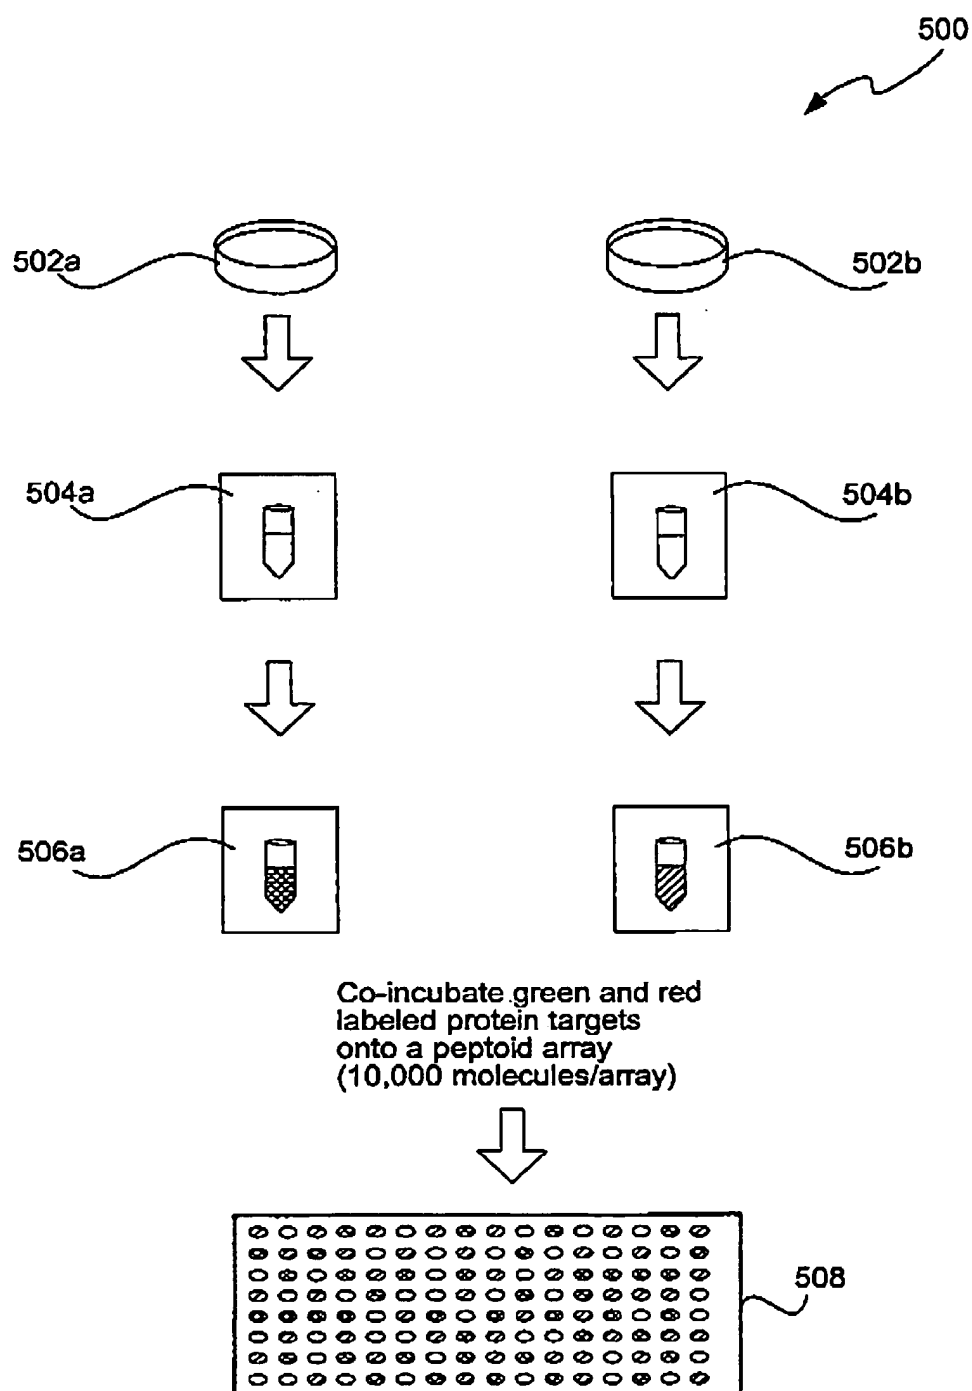 500
502a
502b
504a
504b
506a
506b
Co-incubate green and red
labeled protein targets
onto a peptoid array
(10,000 molecules/array)
508